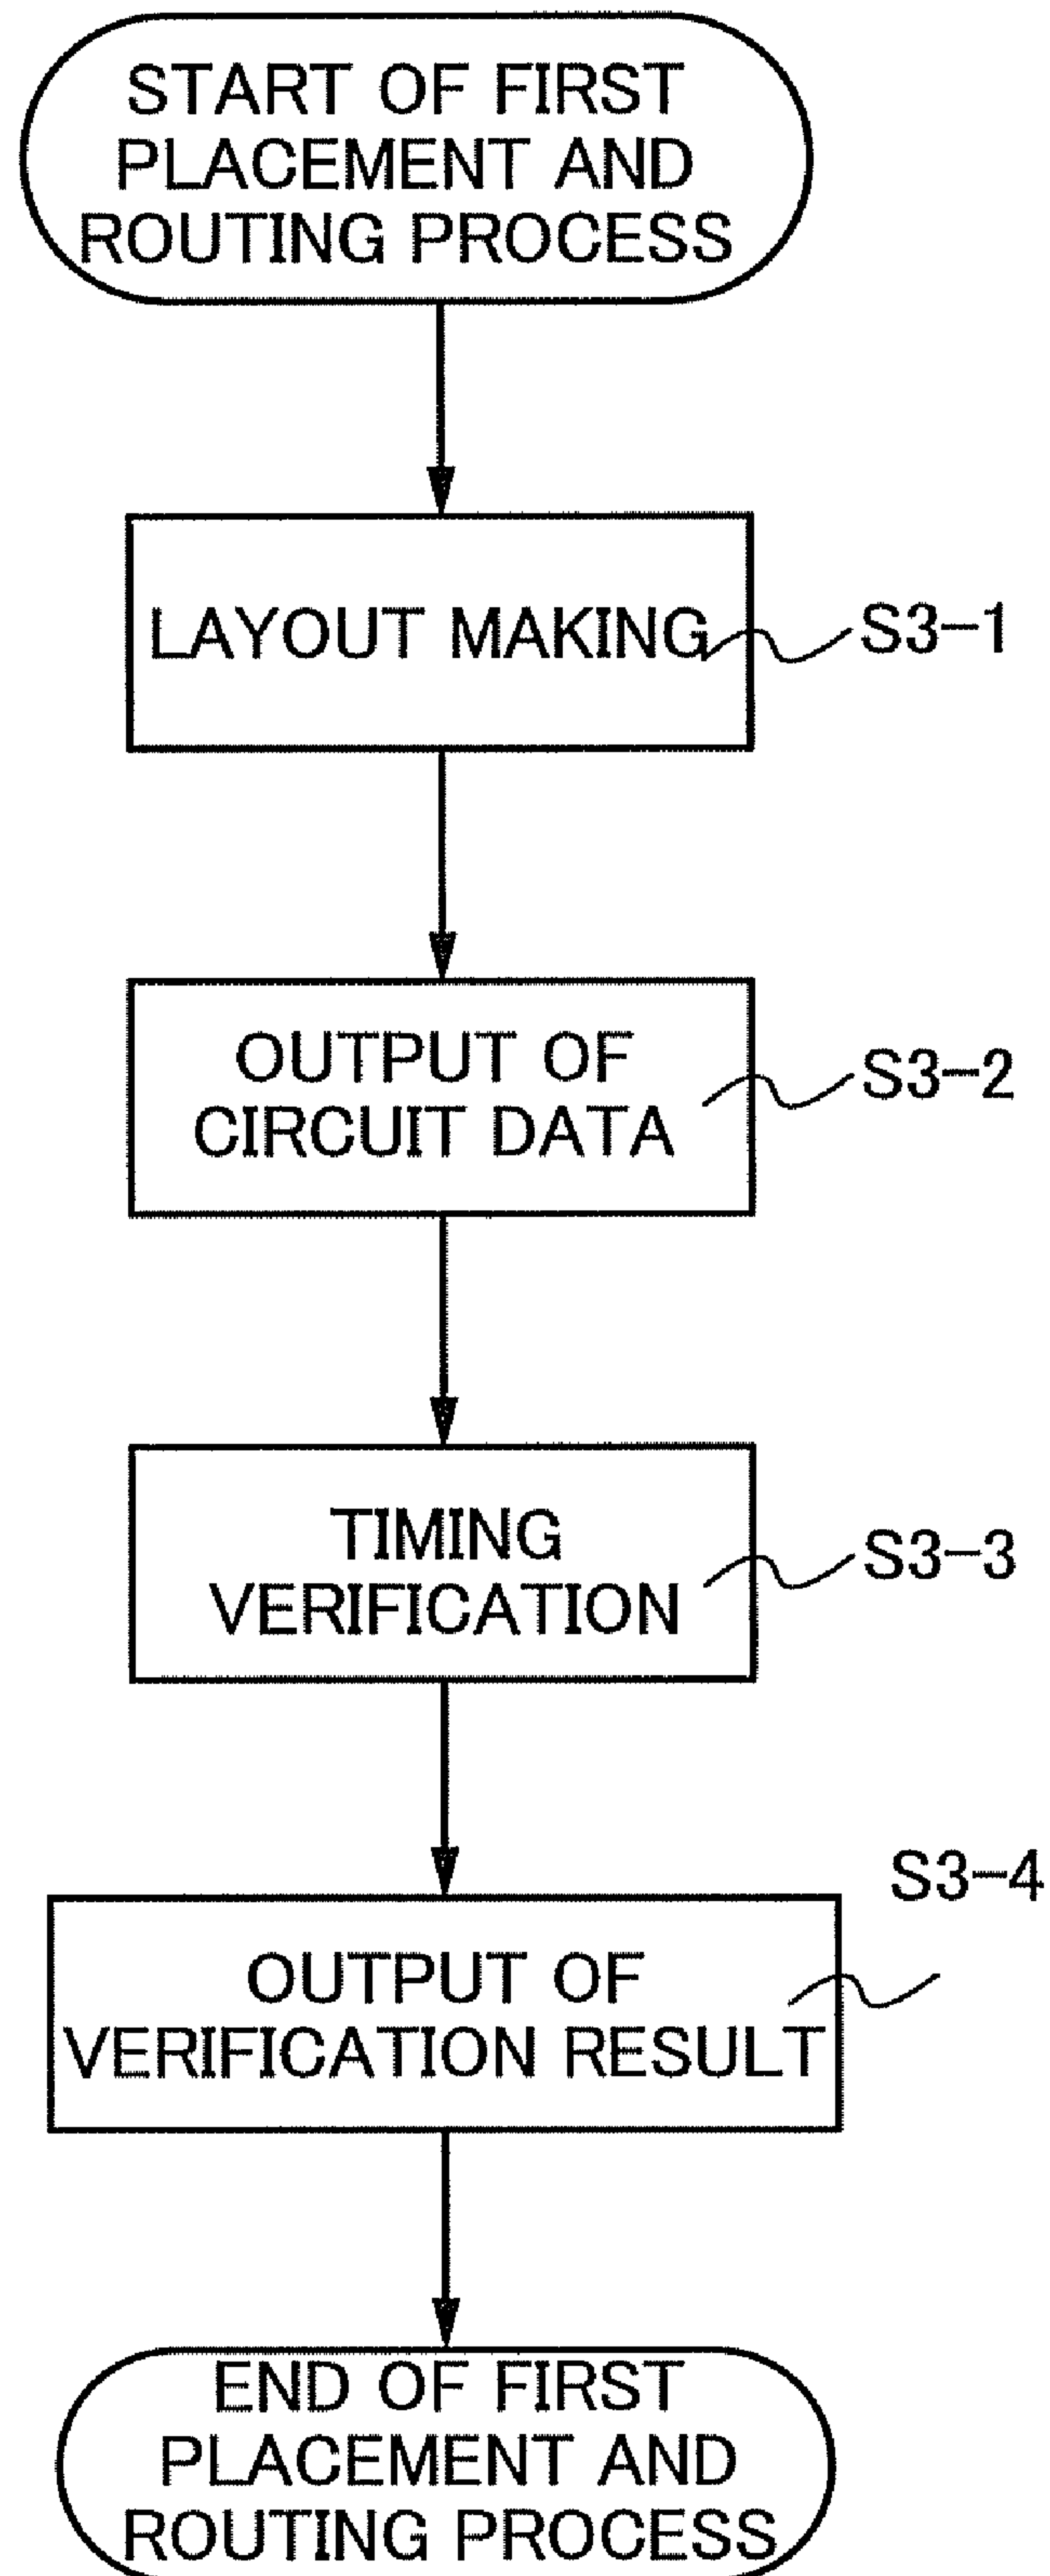 START OF FIRST
PLACEMENT AND
ROUTING PROCESS
LAYOUT MAKING
S3-1
OUTPUT OF
CIRCUIT DATA
S3-2
TIMING
VERIFICATION
S3-3
S3-4
OUTPUT OF
VERIFICATION RESULT
END OF FIRST
PLACEMENT AND
ROUTING PROCESS